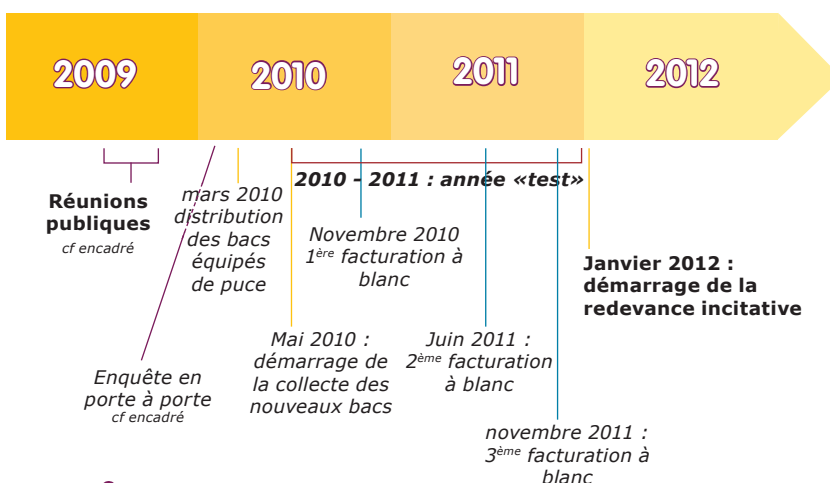 2009
2010
2011
2012
Réunions
publiques
cf encadré
mars 2010
distribution
des bacs
équipés
de puce
2010 - 2011 : année «test»
Novembre 2010
1ère facturation à
blanc
Janvier 2012 :
démarrage de la
redevance incitative
Enquête en
porte à porte
cf encadré
Mai 2010 :
démarrage de
la collecte des
nouveaux bacs
Juin 2011 :
2ème facturation
à blanc
novembre 2011 :
3ème facturation à
blanc